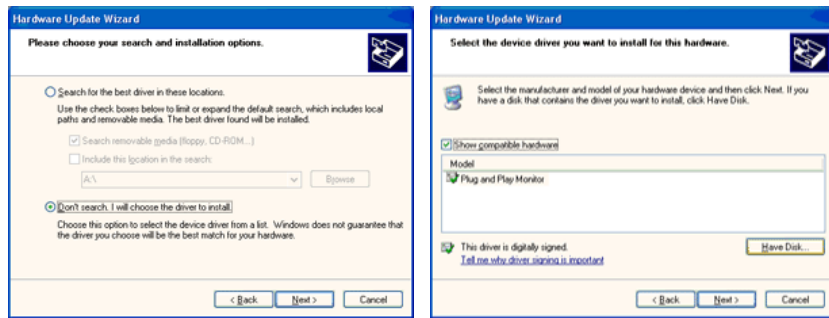 Hardware Update Wizard
Please choose your search and installation options.
Search for the best driver in these locations.
Use the check boxes below to limit or expand the default search, which includes local
paths and removable media. The best driver found will be installed.
Search removable media (floppy, CD-ROM...)
Include this location in the search:
A:\
Browse
Don't search. I will choose the driver to install.
Choose this option to select the device driver from a list. Windows does not guarantee that
the driver you choose will be the best match for your hardware.
< Back
Next >
Cancel
Hardware Update Wizard
Select the device driver you want to install for this hardware.
Select the manufacturer and model of your hardware device and then click Next. If you
have a disk that contains the driver you want to install, click Have Disk.
Show compatible hardware
Model
Plug and Play Monitor
This driver is digitally signed.
Tell me why driver signing is important
Have Disk...
< Back
Next >
Cancel